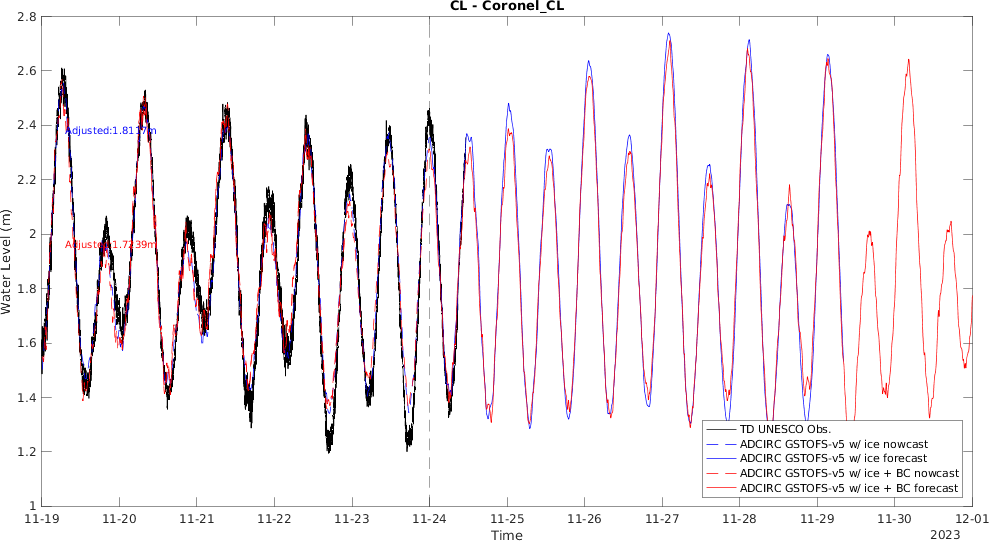 CL - Coronel_CL
2.8
2.6
2.4
2.2
2
1.8
1.6
1.4
1.2
1
Water Level (m)
Adjusted:1.8117m
Adjusted:1.7239m
TD UNESCO Obs.
ADCIRC GSTOFS-v5 w/ ice nowcast
ADCIRC GSTOFS-v5 w/ ice forecast
ADCIRC GSTOFS-v5 w/ ice + BC nowcast
ADCIRC GSTOFS-v5 w/ ice + BC forecast
11-19 11-20 11-21 11-22 11-23 11-24 11-25 11-26 11-27 11-28 11-29 11-30 12-01
Time
2023